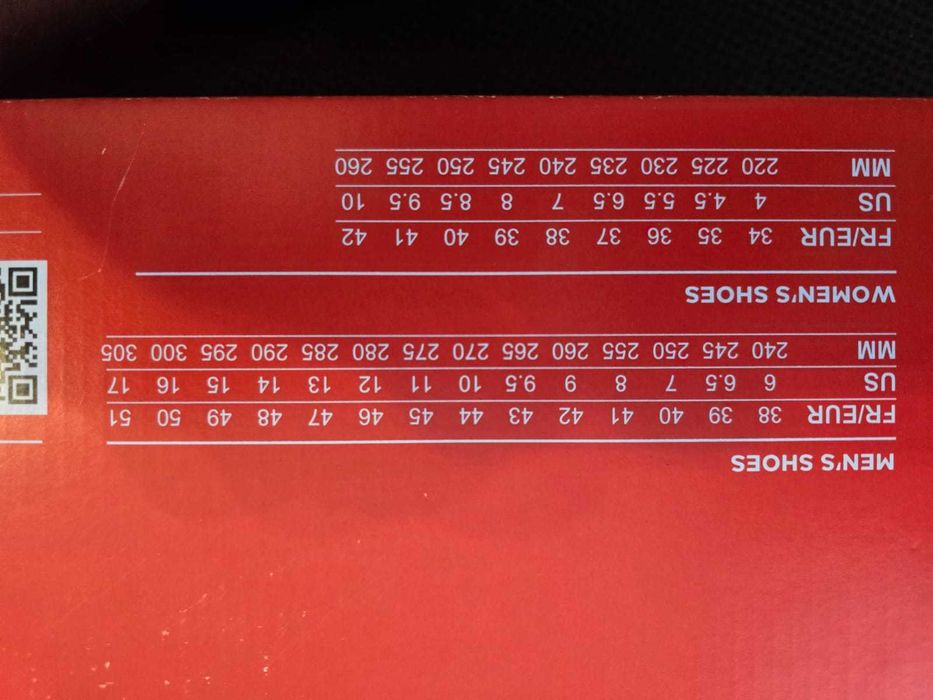 MEN'S SHOES
FR/EUR 38 39 40 41 42 43 44 45 46 47 48 49 50 51
US 6 6.5 7 8 9 9.5 10 11 12 13 14 15 16 17
MM 240 245 250 255 260 265 270 275 280 285 290 295 300 305
WOMEN'S SHOES
FR/EUR 34 35 36 37 38 39 40 41 42
US 4 4.5 5.5 6.5 7 8 8.5 9.5 10
MM 220 225 230 235 240 245 250 255 260